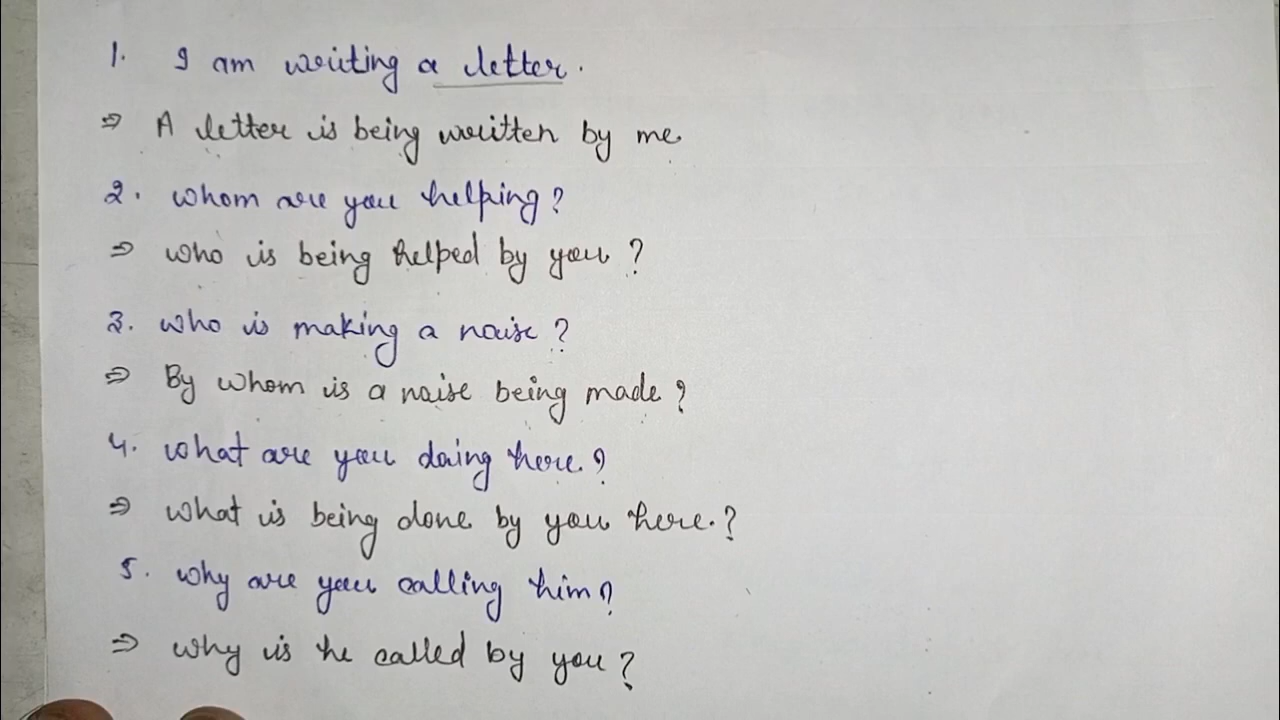 1. I am writing a letter.
⇒ A letter is being written by me
2. whom are you helping?
⇒ who is being helped by you?
3. who is making a noise?
⇒ By whom is a noise being made?
4. what are you doing here.?
⇒ what is being done by you here.?
5. why are you calling him?
⇒ why is he called by you?